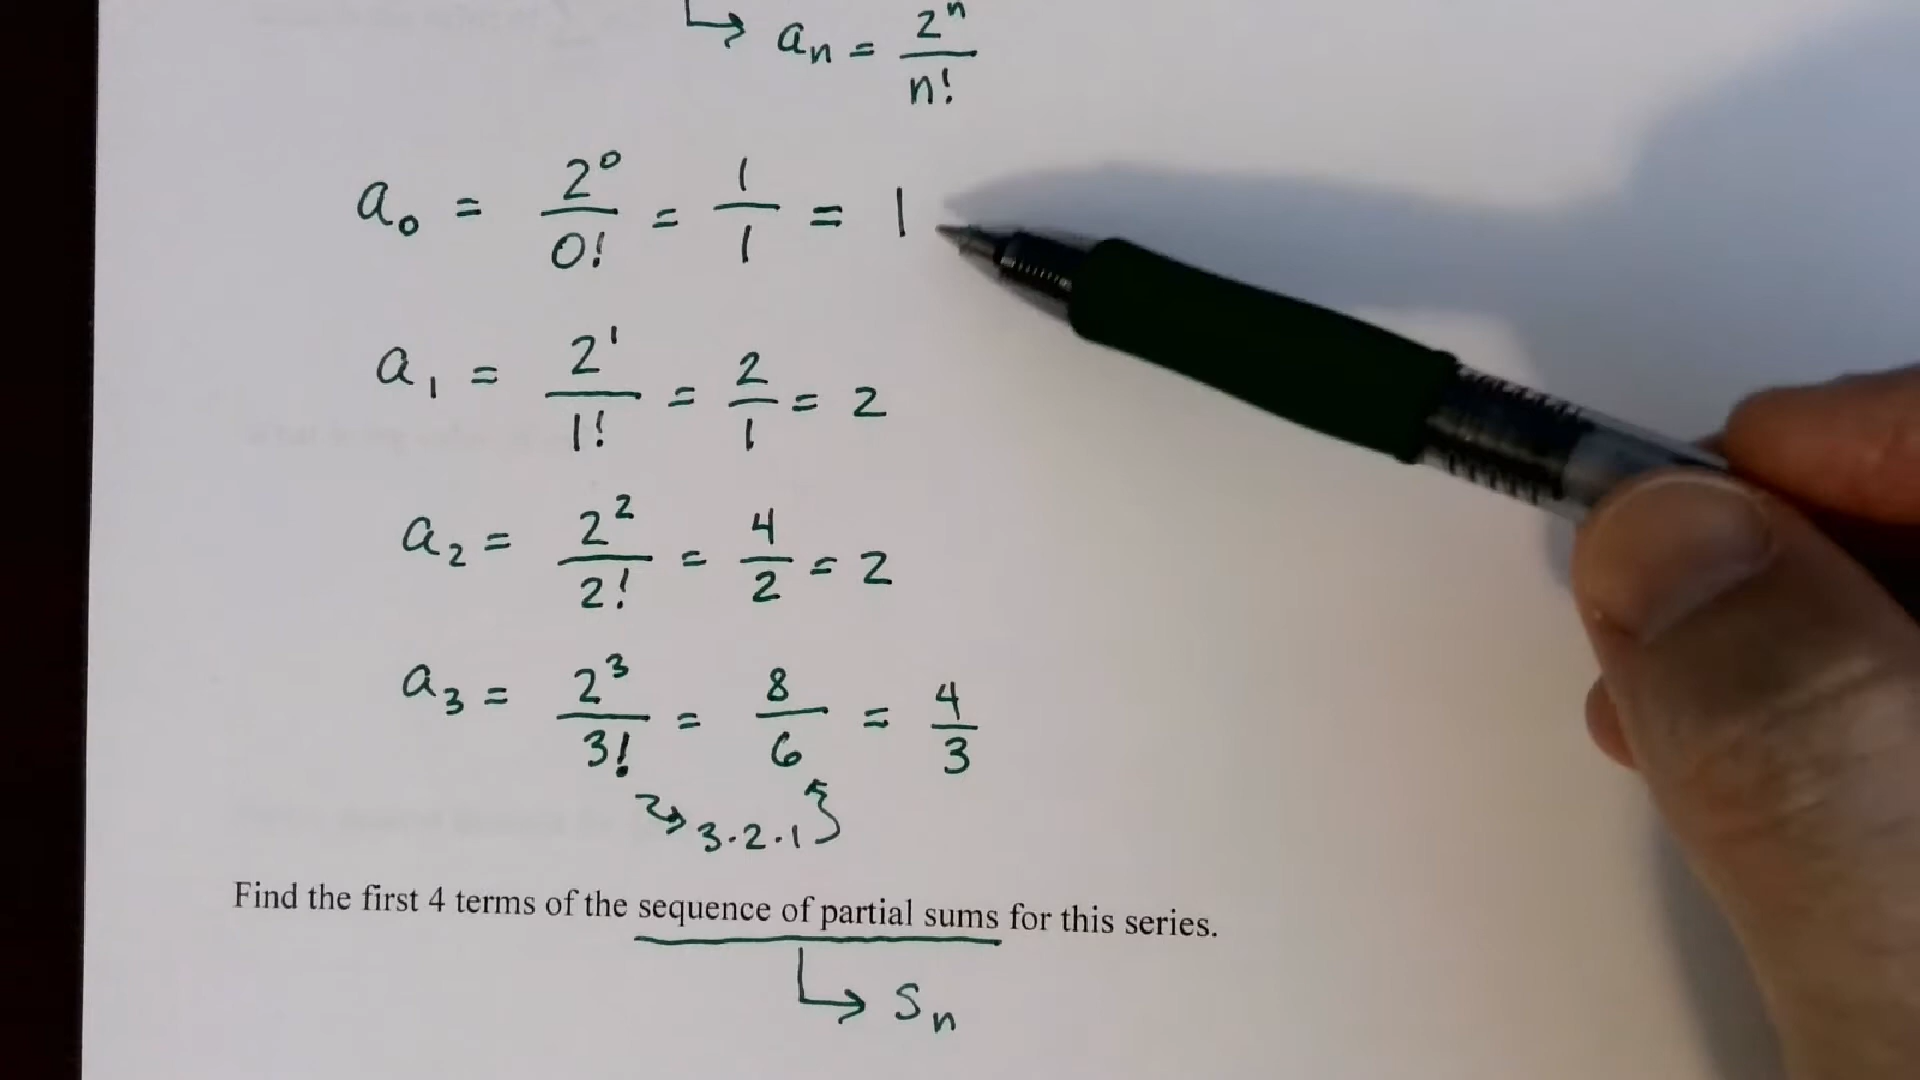 ↳ aₙ = 2ⁿ/n!
a₀ = 2⁰/0! = 1/1 = 1
a₁ = 2¹/1! = 2/1 = 2
a₂ = 2²/2! = 4/2 = 2
a₃ = 2³/3! = 8/6 = 4/3
3·2·1
Find the first 4 terms of the sequence of partial sums for this series.
↳ Sₙ